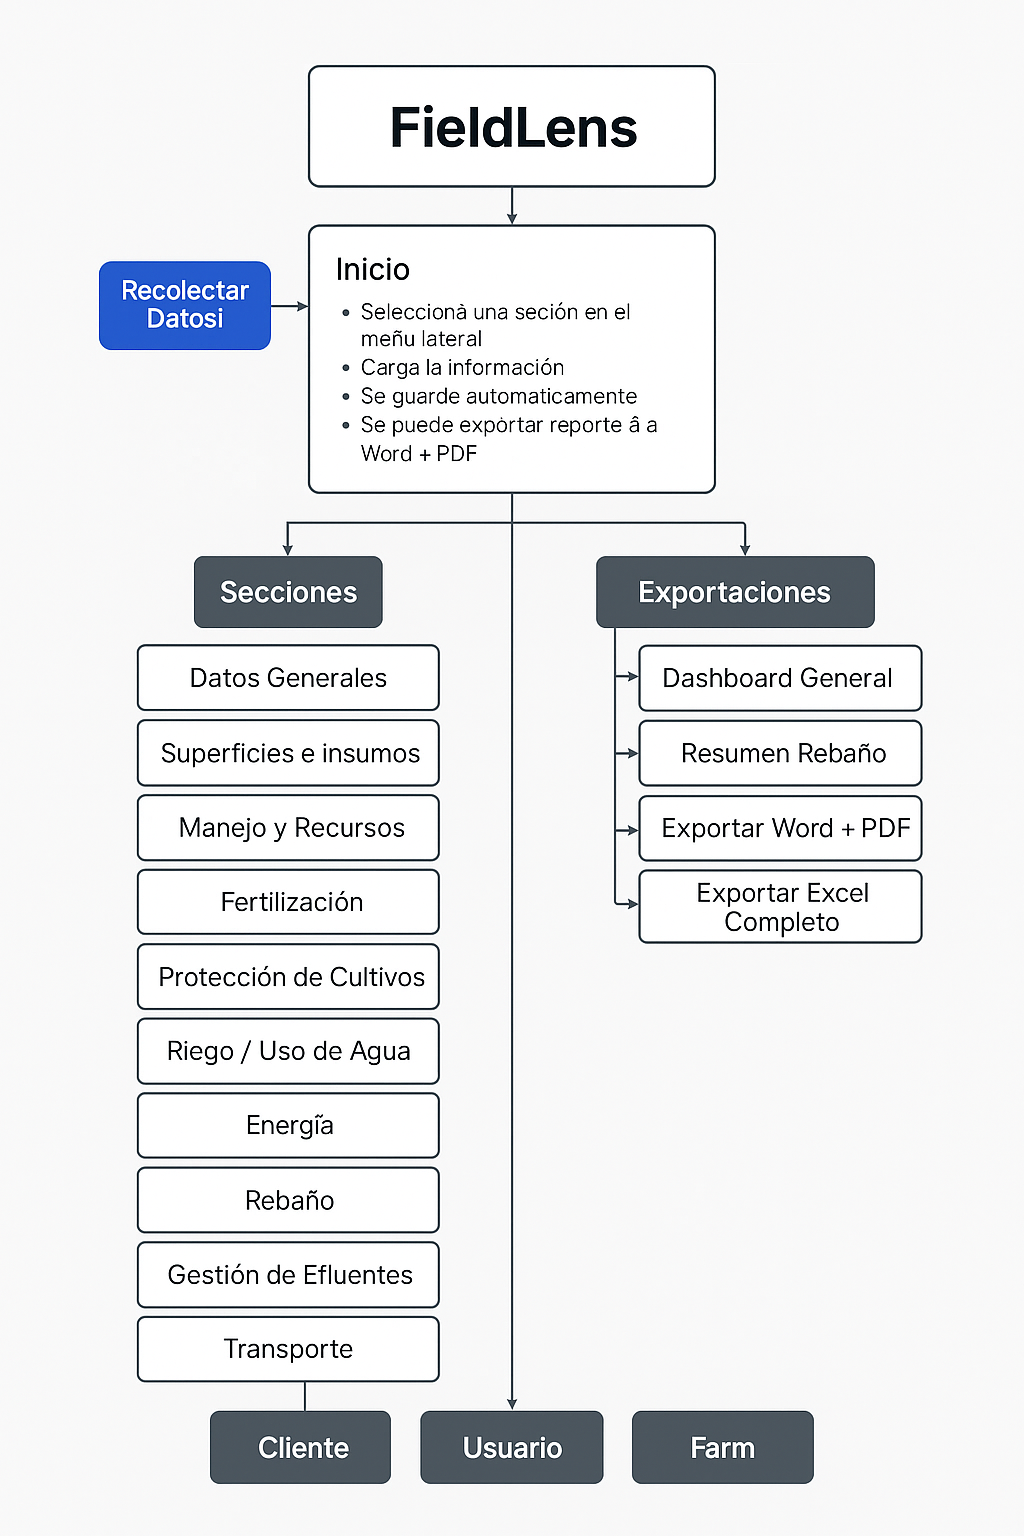 FieldLens
Recolectar
Datosi
Inicio
• Seleccionà una seción en el
meñu lateral
• Carga la información
• Se guarde automaticamente
• Se puede expórtar reporte â a
Word + PDF
Secciones
Datos Generales
Superficies e insumos
Manejo y Recursos
Fertilización
Protección de Cultivos
Riego / Uso de Agua
Energía
Rebaño
Gestión de Efluentes
Transporte
Exportaciones
Dashboard General
Resumen Rebaño
Exportar Word + PDF
Exportar Excel
Completo
Cliente
Usuario
Farm